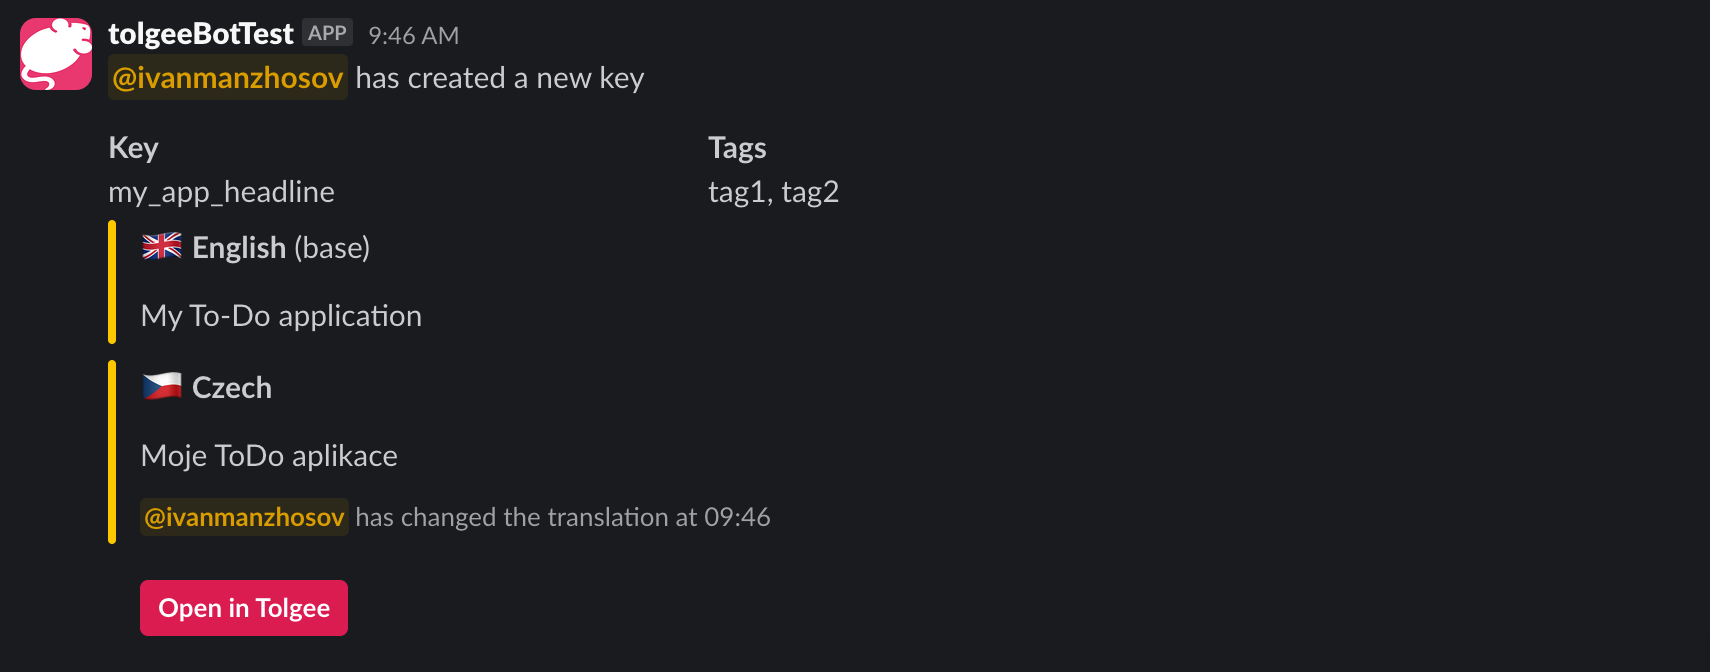 tolgeeBotTest APP 9:46 AM
@ivanmanzhosov has created a new key
Key
my_app_headline
Tags
tag1, tag2
English (base)
My To-Do application
Czech
Moje ToDo aplikace
@ivanmanzhosov has changed the translation at 09:46
Open in Tolgee